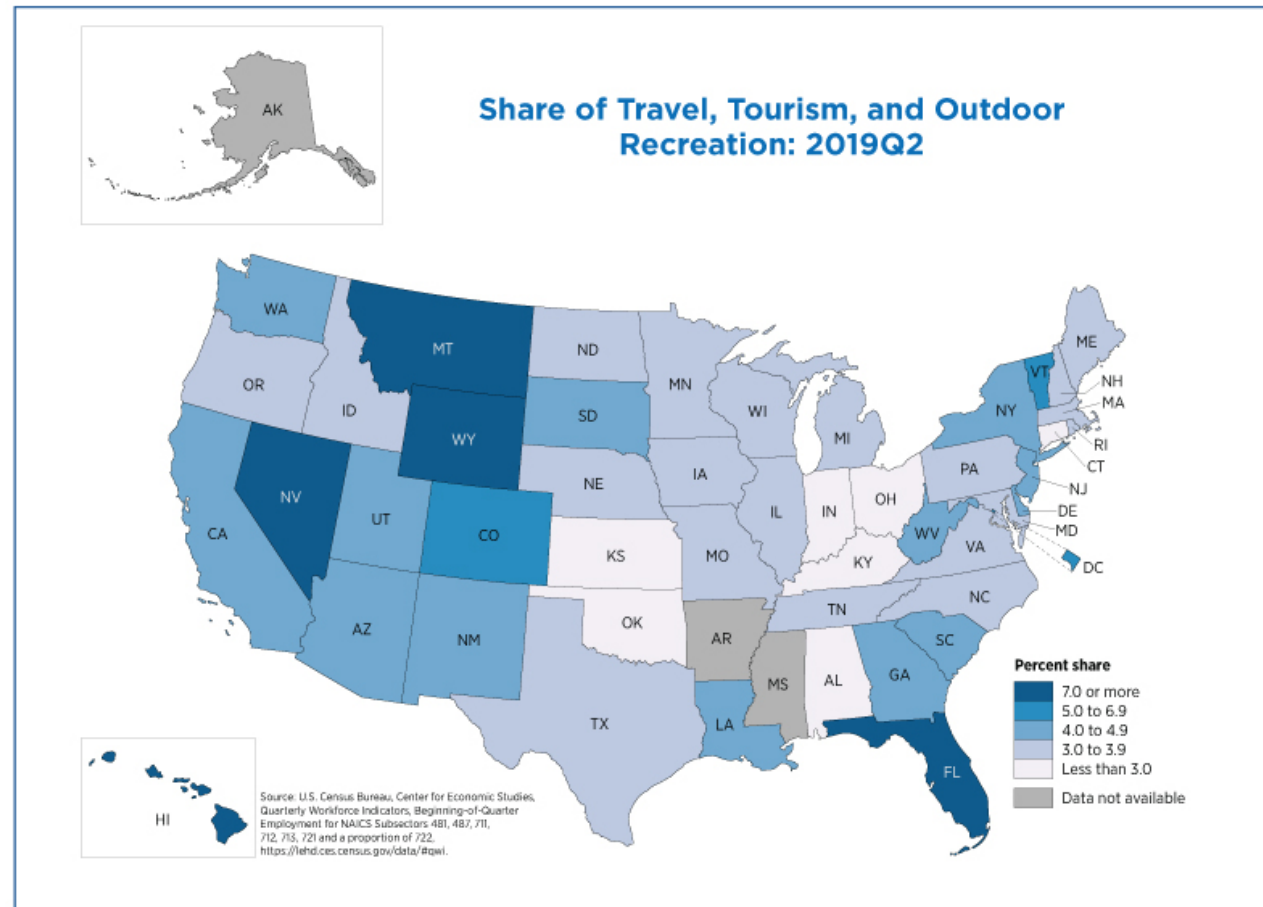 AK
Share of Travel, Tourism, and Outdoor
Recreation: 2019Q2
WA
MT
ND
MN
ME
VT
NH
OR
ID
SD
WI
NY
MA
MI
RI
WY
CT
IA
PA
NJ
NE
NV
OH
IL
IN
DE
UT
CA
CO
WV
MD
VA
KS
MO
KY
DC
NC
TN
OK
AZ
NM
AR
SC
MS
AL
GA
Percent share
7.0 or more
5.0 to 6.9
4.0 to 4.9
3.0 to 3.9
Less than 3.0
Data not available
TX
LA
FL
HI
Source: U.S. Census Bureau, Center for Economic Studies,
Quarterly Workforce Indicators, Beginning-of-Quarter
Employment for NAICS Subsectors 481, 487, 711,
712, 713, 721 and a proportion of 722,
https://lehd.ces.census.gov/data/#qwi.